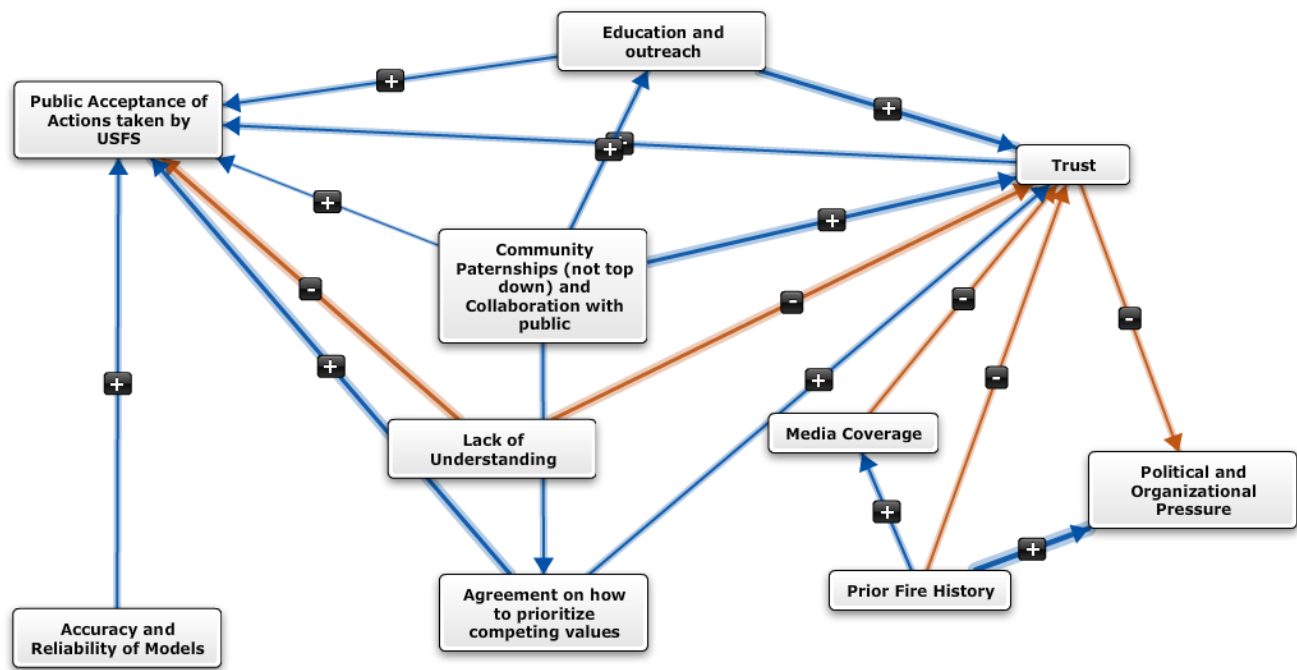 Education and
outreach
+
Public Acceptance of
Actions taken by
USFS
+
+
Trust
+
+
+
Community
Paternships (not top
down) and
Collaboration with
public
-
-
-
-
+
+
-
+
Media Coverage
Lack of
Understanding
Political and
Organizational
Pressure
+
+
Prior Fire History
Agreement on how
to prioritize
competing values
Accuracy and
Reliability of Models